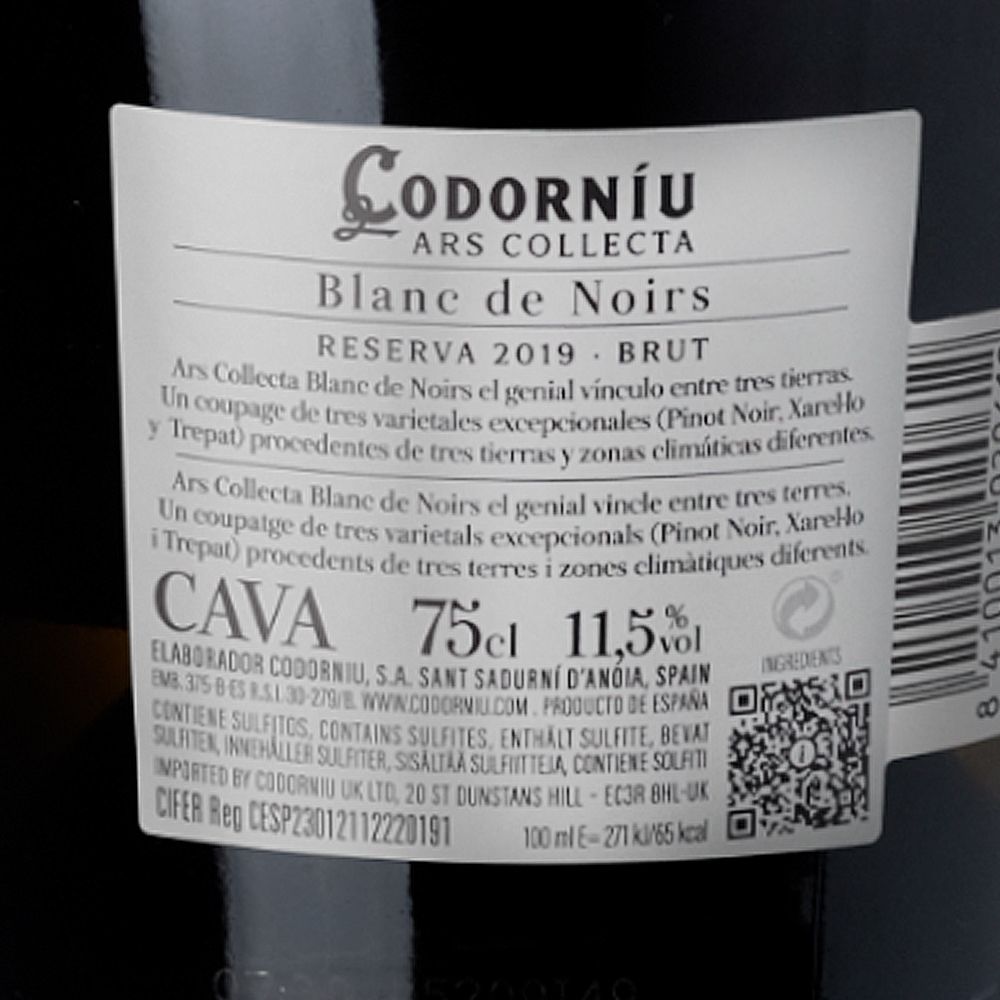 CODORNÍU
ARS COLLECTA
Blanc de Noirs
RESERVA 2019 · BRUT
Ars Collecta Blanc de Noirs el genial vínculo entre tres tierras.
Un coupage de tres varietales excepcionales (Pinot Noir, Xarel·lo
y Trepat) procedentes de tres tierras y zonas climáticas diferentes.
Ars Collecta Blanc de Noirs el genial vincle entre tres terres.
Un coupatge de tres varietals excepcionals (Pinot Noir, Xarel·lo
i Trepat) procedents de tres terres i zones climàtiques diferents.
CAVA 75cl 11,5% vol
ELABORADOR CODORNIU, S.A. SANT SADURNÍ D'ANOIA, SPAIN
EMB. 375-B-ES R.S.I. 30-279/B. WWW.CODORNIU.COM . PRODUCTO DE ESPAÑA
INGREDIENTS
CONTIENE SULFITOS, CONTAINS SULFITES, ENTHÄLT SULFITE, BEVAT
SULFITEN, INNEHÅLLER SULFITER, SISÄLTÄÄ SULFIITTEJA, CONTIENE SOLFITI
IMPORTED BY CODORNIU UK LTD, 20 ST DUNSTANS HILL - EC3R 8HL-UK
CIFER Reg CESP23012112220191 100 ml E= 271 kJ/65 kcal